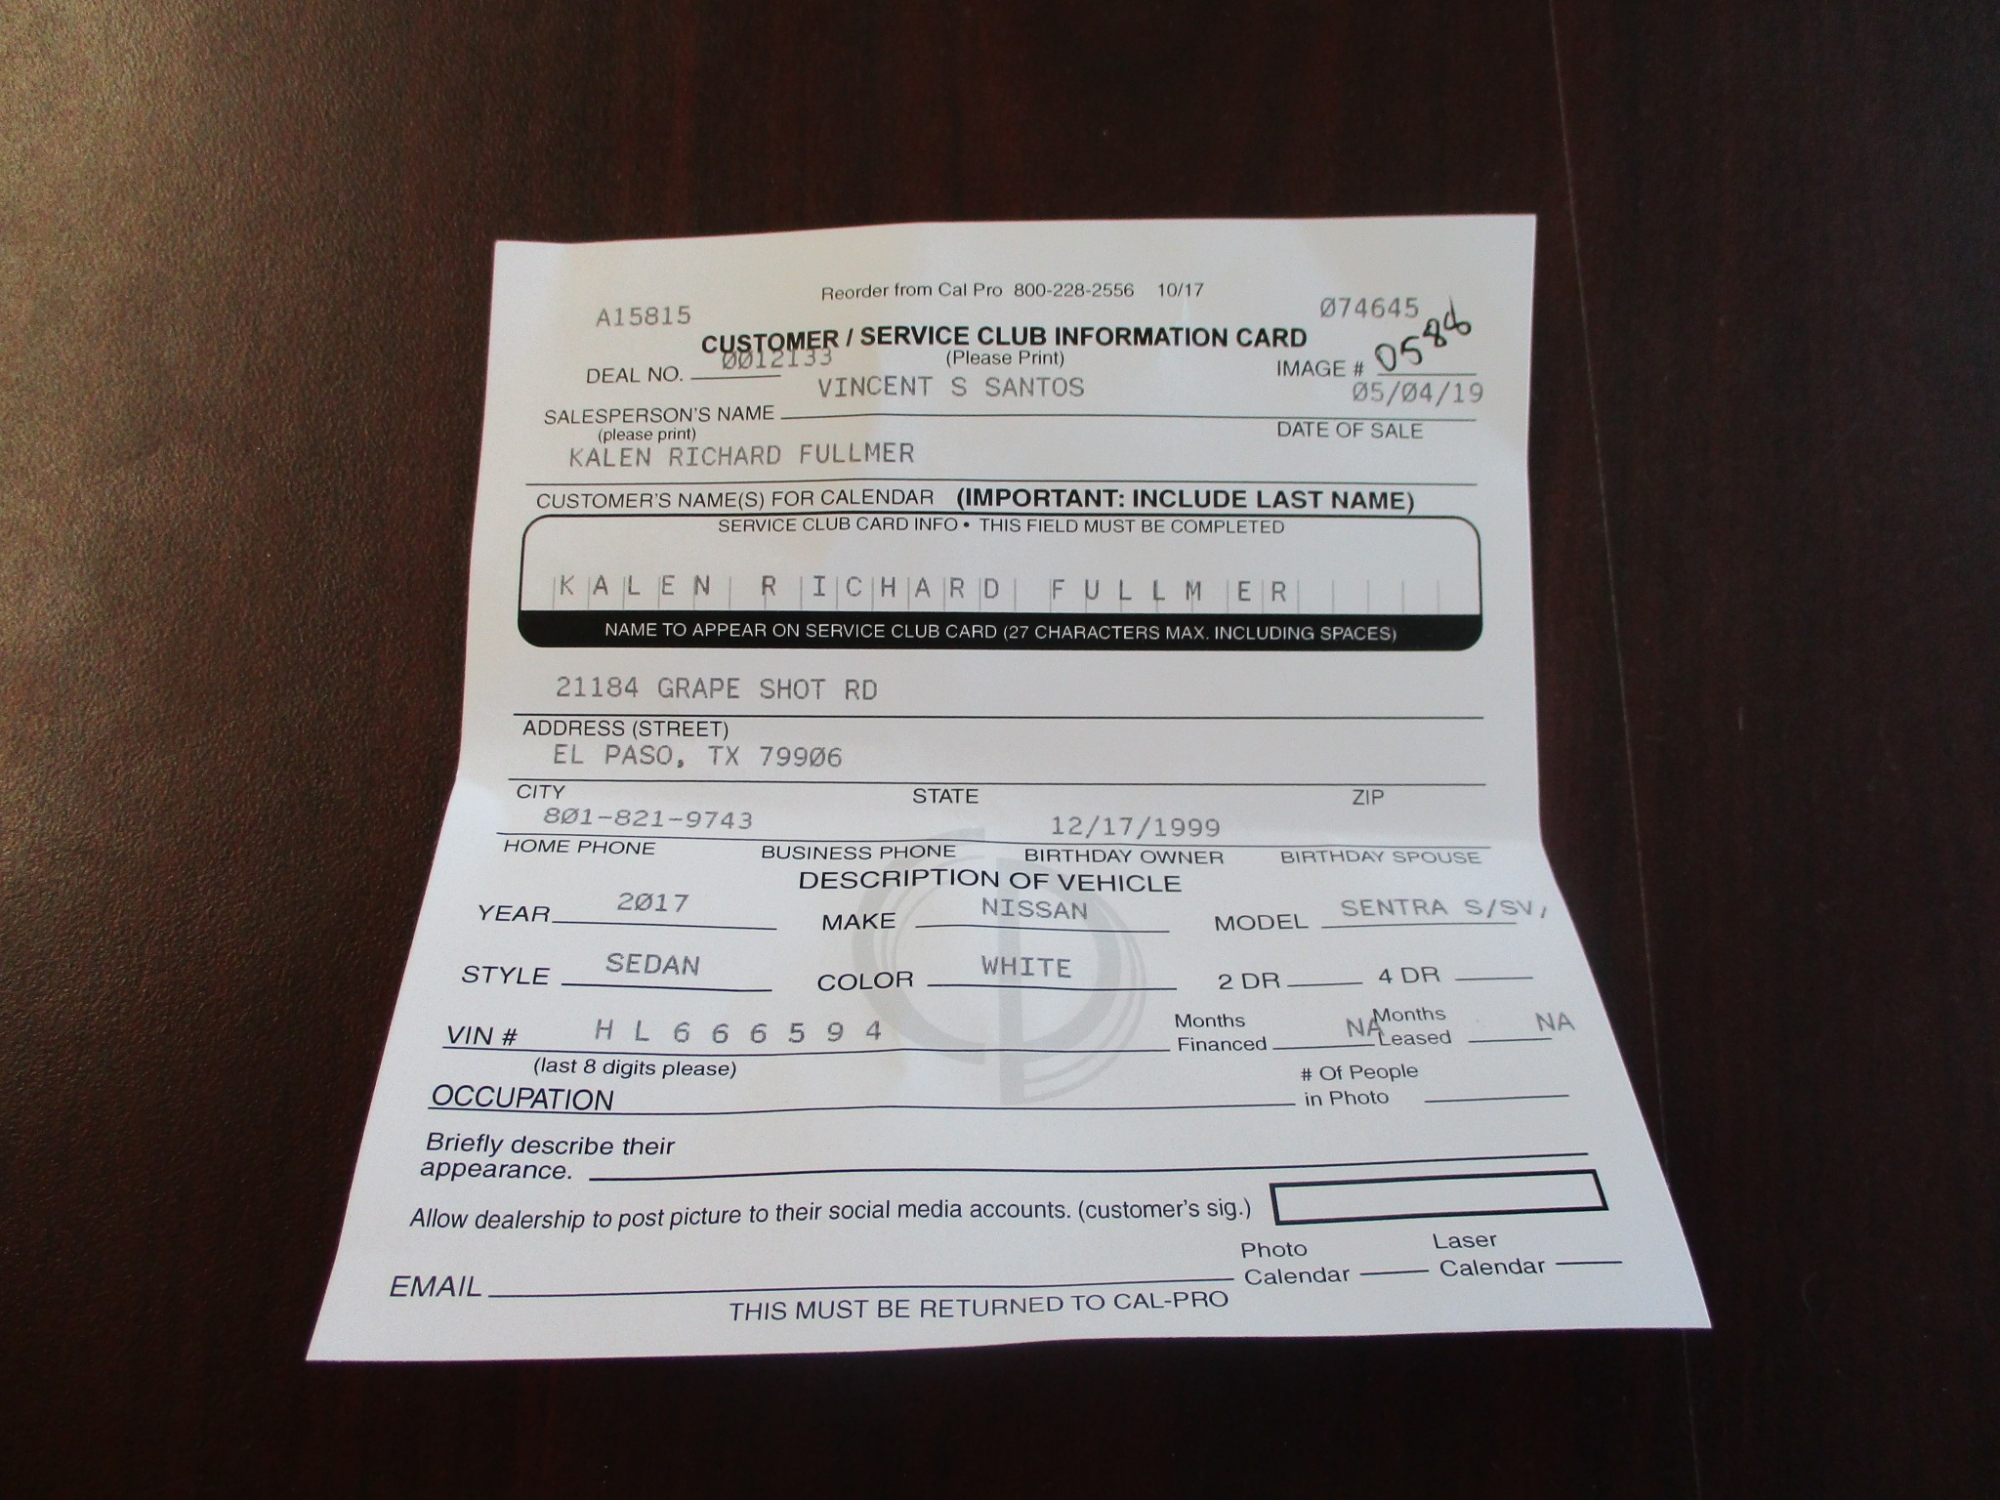 Reorder from Cal Pro 800-228-2556 10/17
A15815 Ø74645
CUSTOMER / SERVICE CLUB INFORMATION CARD
DEAL NO. ØØ12133 (Please Print) IMAGE # 0586
VINCENT S SANTOS Ø5/Ø4/19
SALESPERSON'S NAME DATE OF SALE
(please print)
KALEN RICHARD FULLMER
CUSTOMER'S NAME(S) FOR CALENDAR (IMPORTANT: INCLUDE LAST NAME)
SERVICE CLUB CARD INFO • THIS FIELD MUST BE COMPLETED
KALEN RICHARD FULLMER
NAME TO APPEAR ON SERVICE CLUB CARD (27 CHARACTERS MAX. INCLUDING SPACES)
21184 GRAPE SHOT RD
ADDRESS (STREET)
EL PASO, TX 799Ø6
CITY STATE ZIP
8Ø1-821-9743 12/17/1999
HOME PHONE BUSINESS PHONE BIRTHDAY OWNER BIRTHDAY SPOUSE
DESCRIPTION OF VEHICLE
YEAR 2Ø17 MAKE NISSAN MODEL SENTRA S/SV,
STYLE SEDAN COLOR WHITE 2 DR 4 DR
VIN # H L 6 6 6 5 9 4 Months Financed NA Months Leased NA
(last 8 digits please)
OCCUPATION # Of People in Photo
Briefly describe their
appearance.
Allow dealership to post picture to their social media accounts. (customer's sig.)
EMAIL Photo Calendar Laser Calendar
THIS MUST BE RETURNED TO CAL-PRO